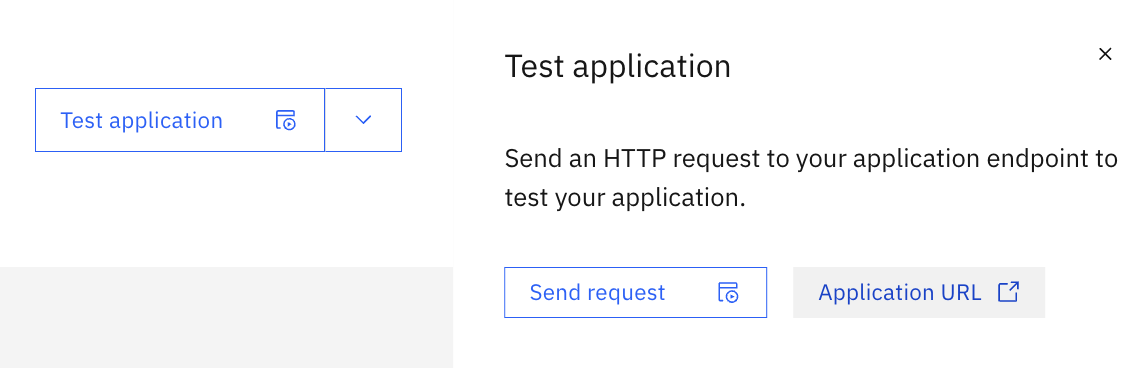 Test application
Test application
Send an HTTP request to your application endpoint to
test your application.
Send request
Application URL